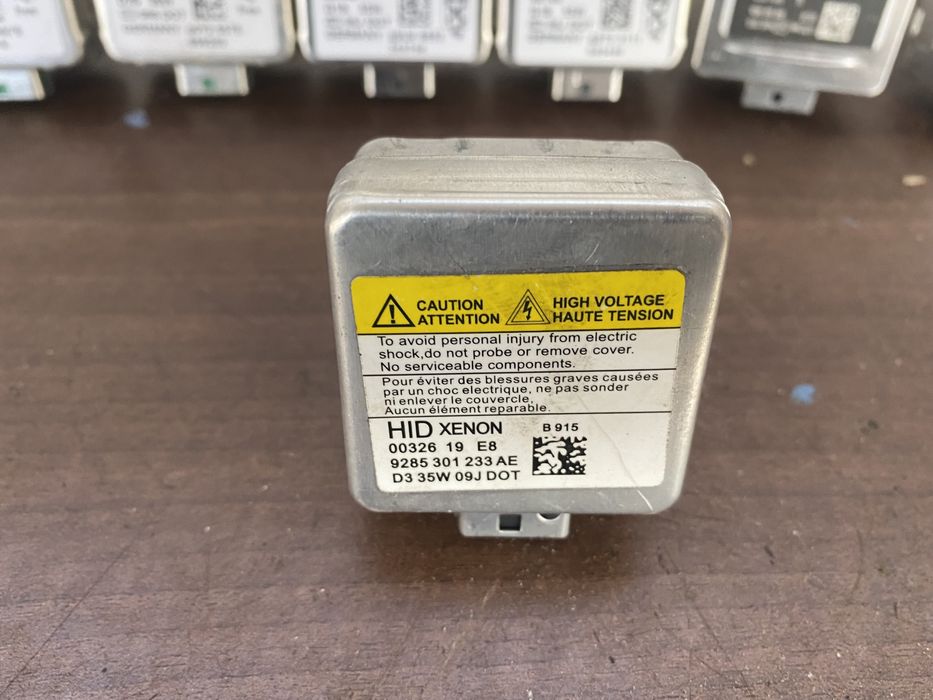 CAUTION
ATTENTION
HIGH VOLTAGE
HAUTE TENSION
To avoid personal injury from electric
shock,do not probe or remove cover.
No serviceable components.
Pour éviter des blessures graves causées
par un choc electrique, ne pas sonder
ni enlever le couvercle,
Aucun élément reparable.
HID XENON B 915
00326 19 E8
9285 301 233 AE
D3 35W 09J DOT